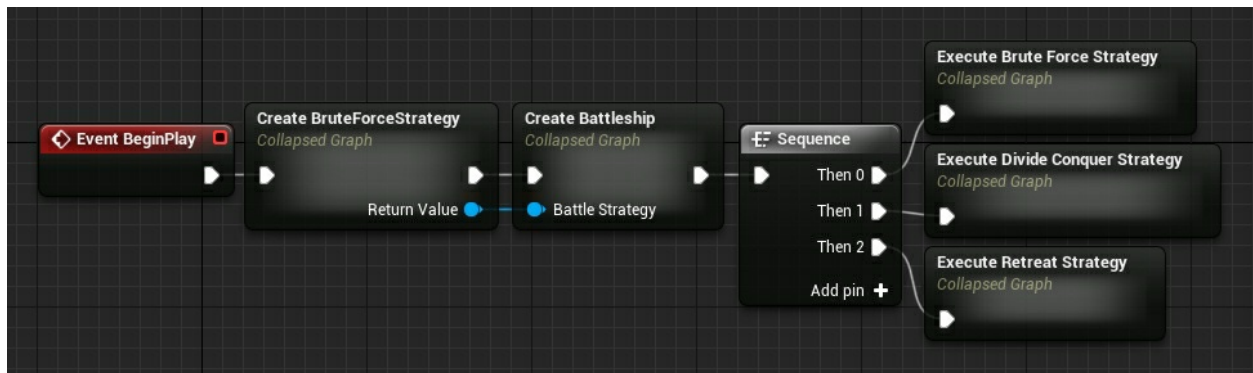 Event BeginPlay
Create BruteForceStrategy
Collapsed Graph
Return Value
Create Battleship
Collapsed Graph
Battle Strategy
Sequence
Then 0
Then 1
Then 2
Add pin
Execute Brute Force Strategy
Collapsed Graph
Execute Divide Conquer Strategy
Collapsed Graph
Execute Retreat Strategy
Collapsed Graph